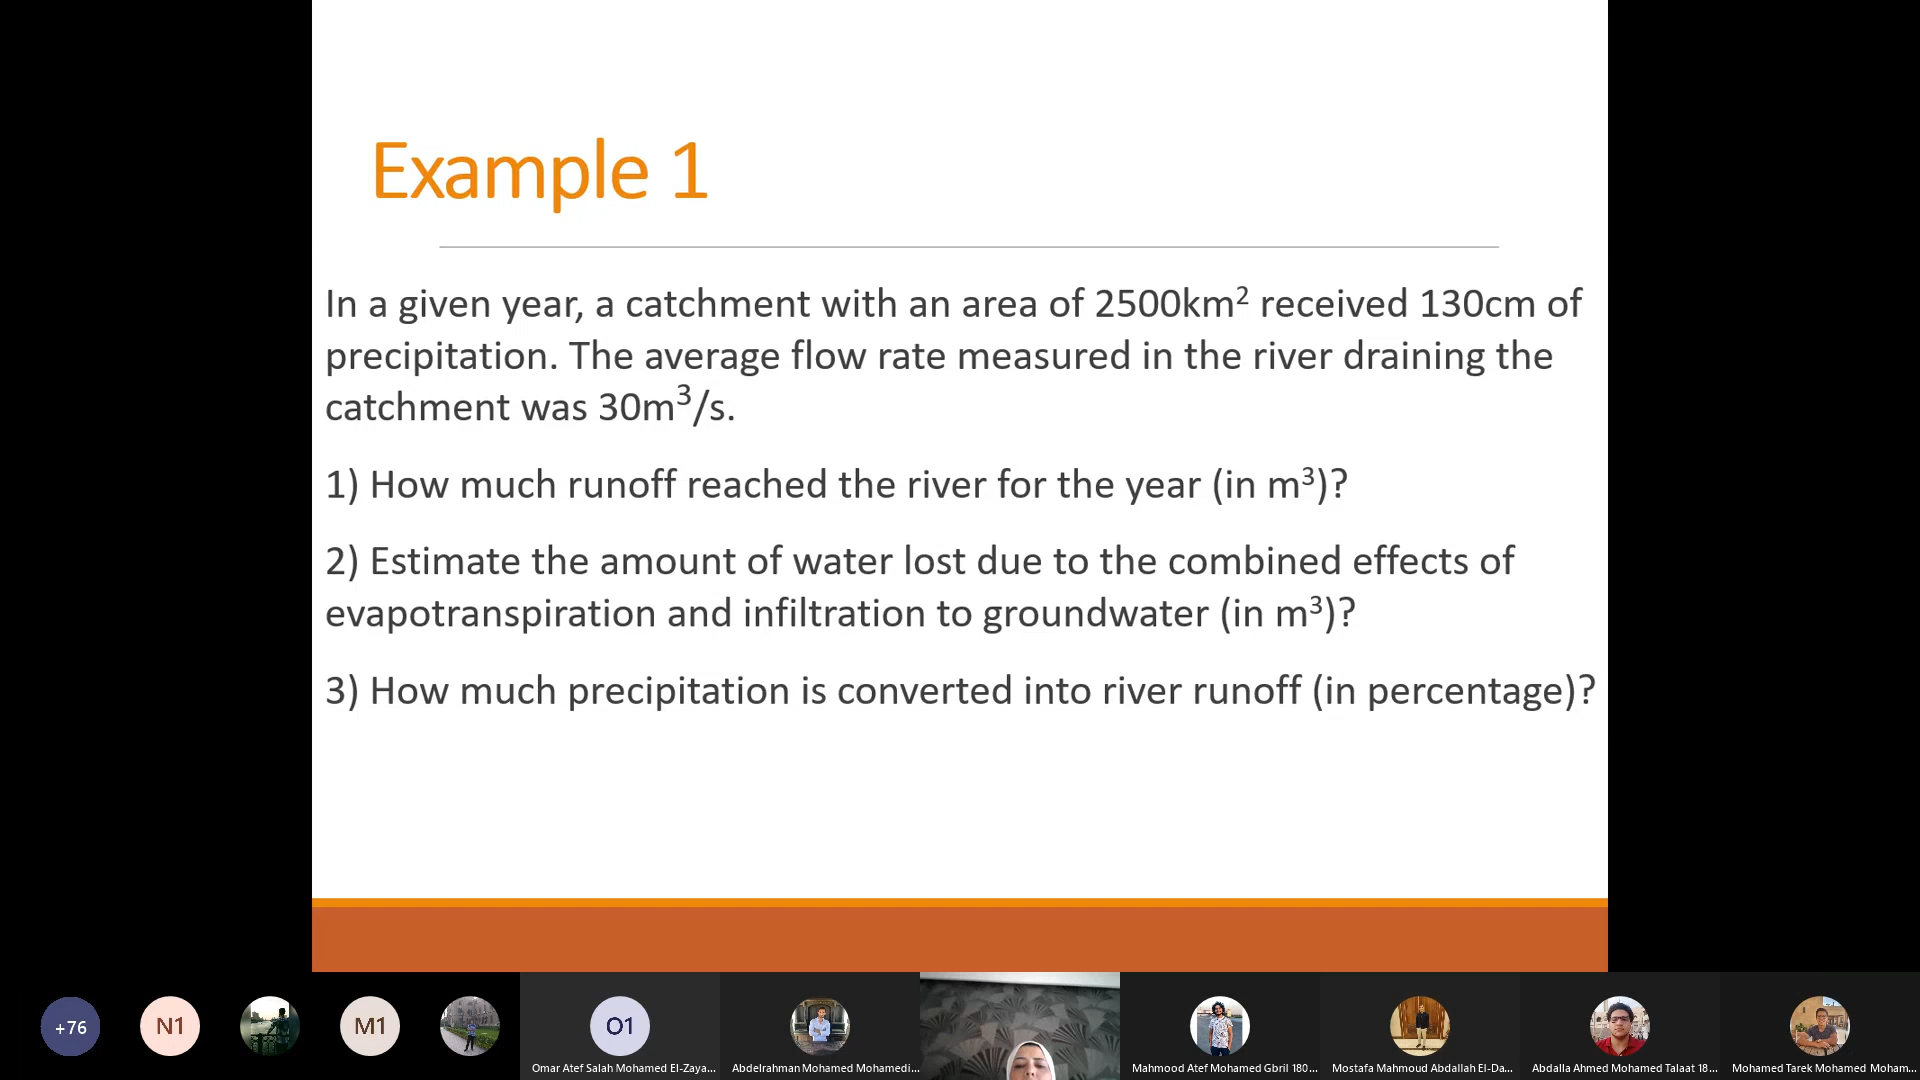 Example 1
In a given year, a catchment with an area of 2500km² received 130cm of
precipitation. The average flow rate measured in the river draining the
catchment was 30m³/s.
1) How much runoff reached the river for the year (in m³)?
2) Estimate the amount of water lost due to the combined effects of
evapotranspiration and infiltration to groundwater (in m³)?
3) How much precipitation is converted into river runoff (in percentage)?
+76
N1
M1
O1
Omar Atef Salah Mohamed El-Zaya...
Abdelrahman Mohamed Mohamedi...
Mahmood Atef Mohamed Gbril 180...
Mostafa Mahmoud Abdallah El-Da...
Abdalla Ahmed Mohamed Talaat 18...
Mohamed Tarek Mohamed Moham...